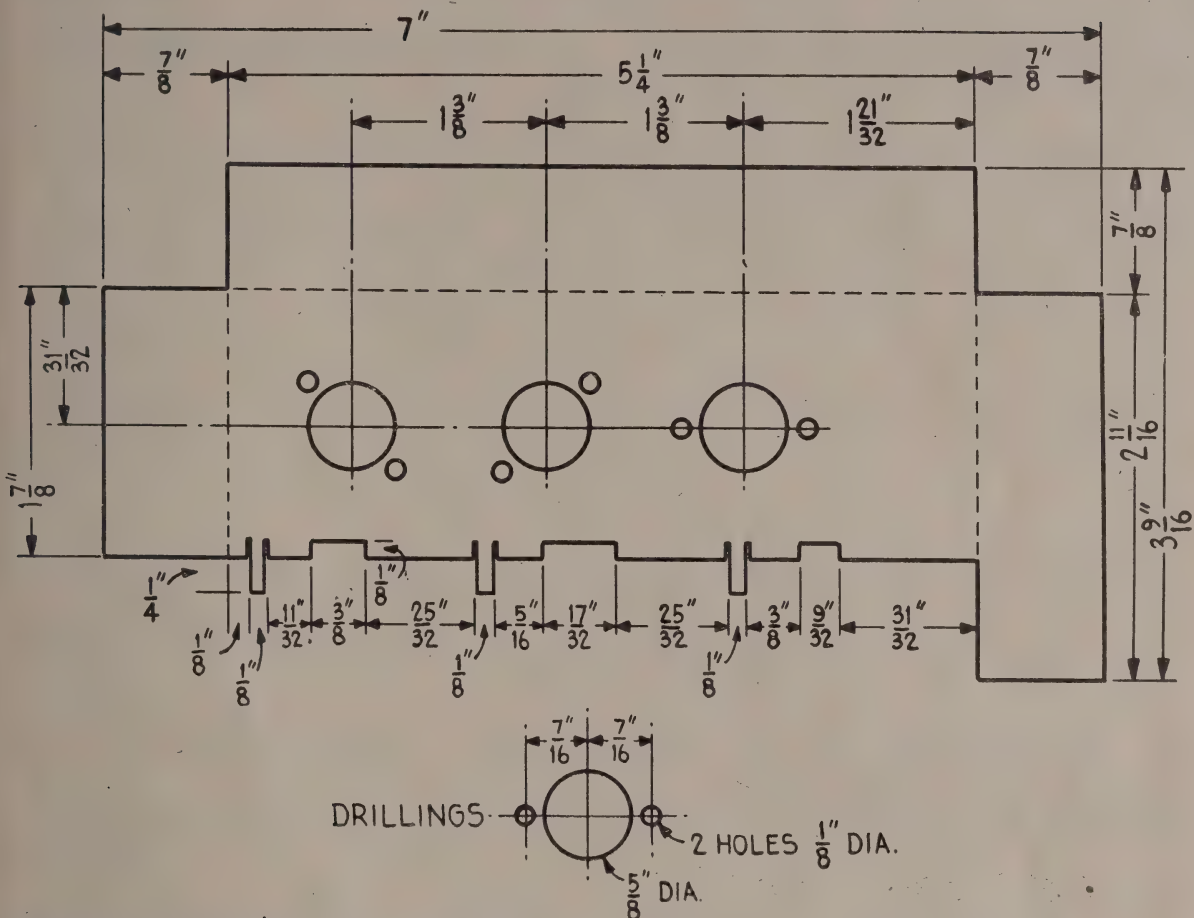 7"
7/8" 5 1/4" 7/8"
1 3/8" 1 3/8" 1 21/32"
7/8"
31/32"
1 7/8"
2 11/16"
3 9/16"
1/4"
1/8"
1/8" 1/8" 11/32" 3/8" 25/32" 1/8" 5/16" 17/32" 25/32" 1/8" 3/8" 9/32" 31/32"
7/16" 7/16"
DRILLINGS
2 HOLES 1/8" DIA.
5/8" DIA.